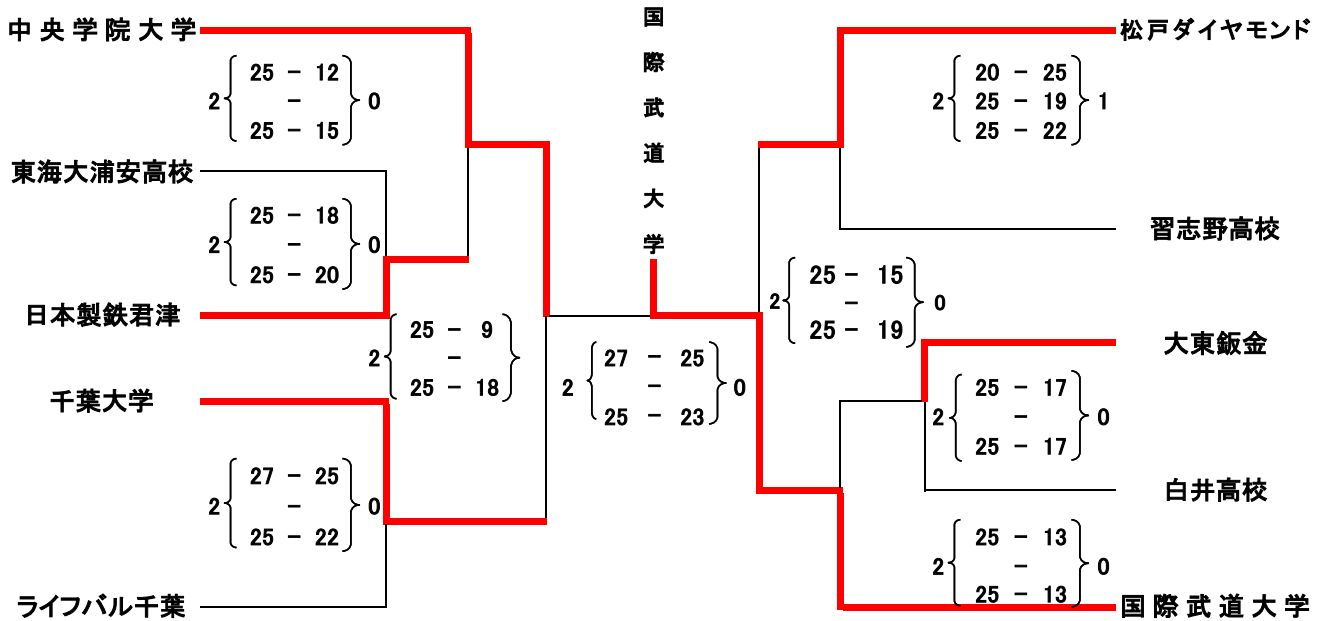 中央学院大学
25 - 12
2 - 0
25 - 15
東海大浦安高校
25 - 18
2 - 0
25 - 20
日本製鉄君津
25 - 9
2 -
25 - 18
千葉大学
27 - 25
2 - 0
25 - 22
ライフバル千葉
国際武道大学
27 - 25
2 - 0
25 - 23
松戸ダイヤモンド
20 - 25
2 25 - 19 1
25 - 22
習志野高校
25 - 15
2 - 0
25 - 19
大東鈑金
25 - 17
2 - 0
25 - 17
白井高校
25 - 13
2 - 0
25 - 13
国際武道大学